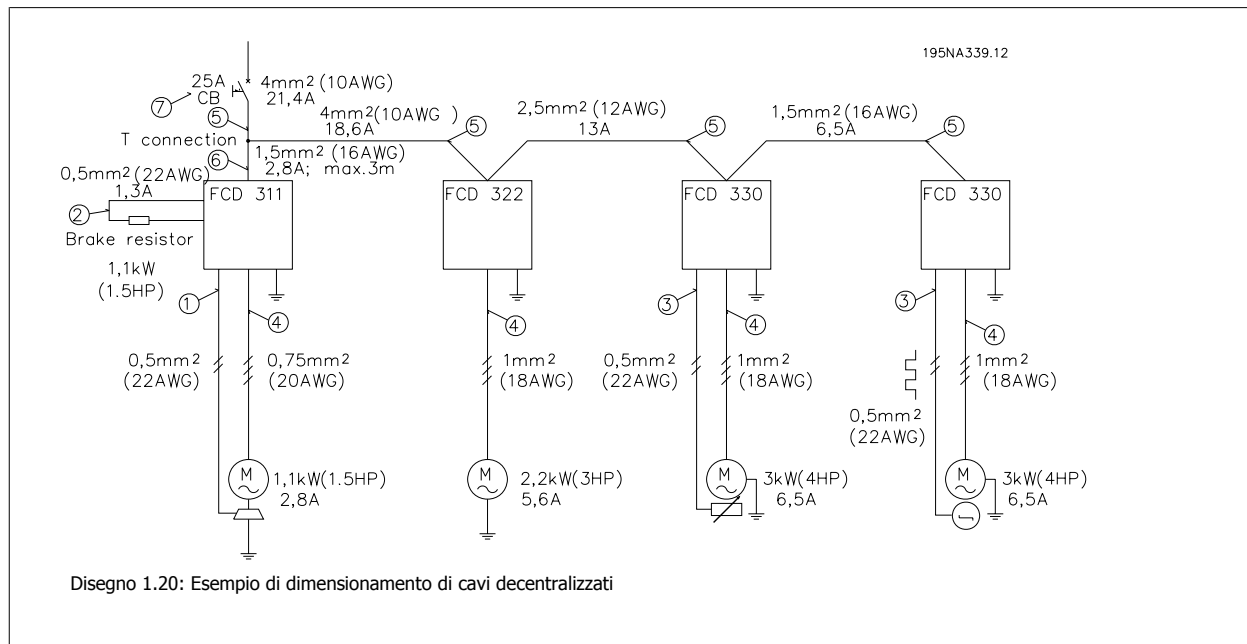 195NA339.12
25A
CB
4mm² (10AWG)
21,4A
7
5
T connection
4mm² (10AWG )
18,6A
5
2,5mm² (12AWG)
13A
5
1,5mm² (16AWG)
6,5A
5
6
1,5mm² (16AWG)
2,8A; max.3m
0,5mm² (22AWG)
1,3A
2
Brake resistor
FCD 311
FCD 322
FCD 330
FCD 330
1,1kW
(1.5HP)
1
4
4
3
4
3
4
0,5mm²
(22AWG)
0,75mm²
(20AWG)
1mm²
(18AWG)
0,5mm²
(22AWG)
1mm²
(18AWG)
1mm²
(18AWG)
0,5mm²
(22AWG)
M
1,1kW(1.5HP)
2,8A
M
2,2kW(3HP)
5,6A
M
3kW(4HP)
6,5A
M
3kW(4HP)
6,5A
Disegno 1.20: Esempio di dimensionamento di cavi decentralizzati